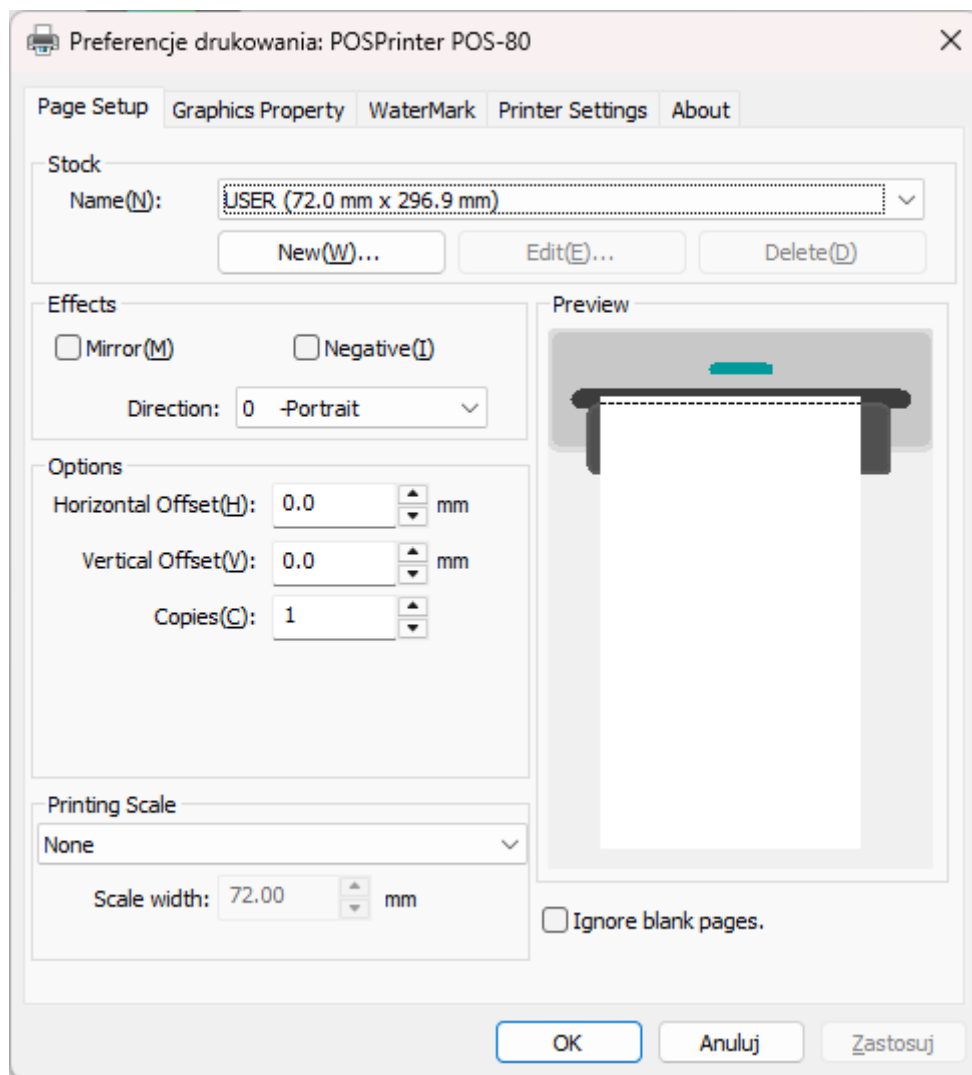 Preferencje drukowania: POSPrinter POS-80
Page Setup Graphics Property WaterMark Printer Settings About
Stock
Name(N): USER (72.0 mm x 296.9 mm)
New(W)... Edit(E)... Delete(D)
Effects
Mirror(M) Negative(I)
Direction: 0 -Portrait
Preview
Options
Horizontal Offset(H): 0.0 mm
Vertical Offset(V): 0.0 mm
Copies(C): 1
Printing Scale
None
Scale width: 72.00 mm
Ignore blank pages.
OK Anuluj Zastosuj